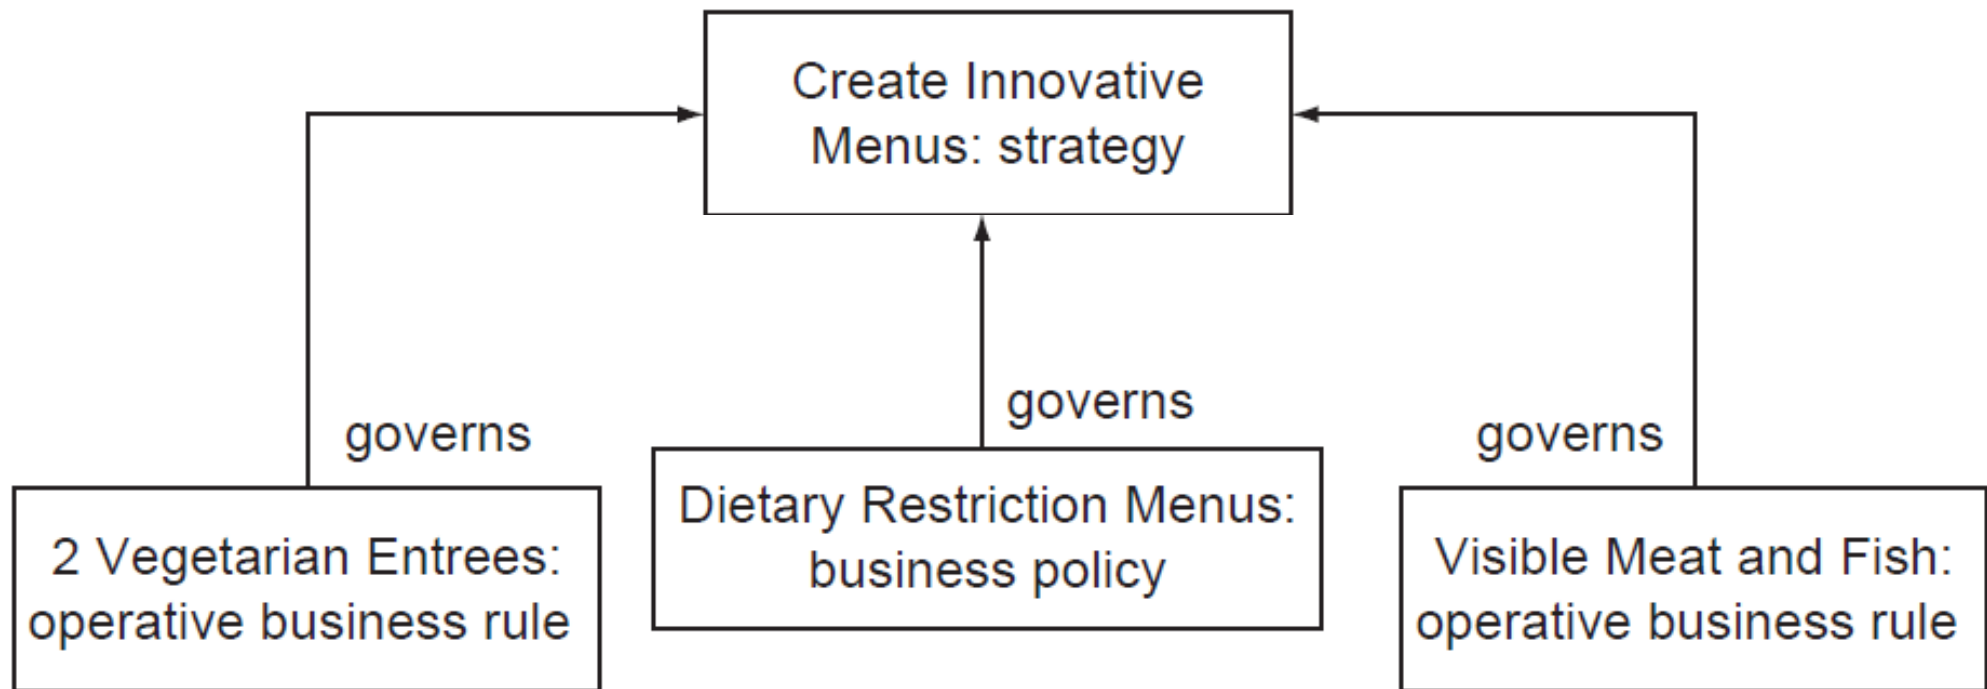 Create Innovative
Menus: strategy
governs
governs
governs
2 Vegetarian Entrees:
operative business rule
Dietary Restriction Menus:
business policy
Visible Meat and Fish:
operative business rule